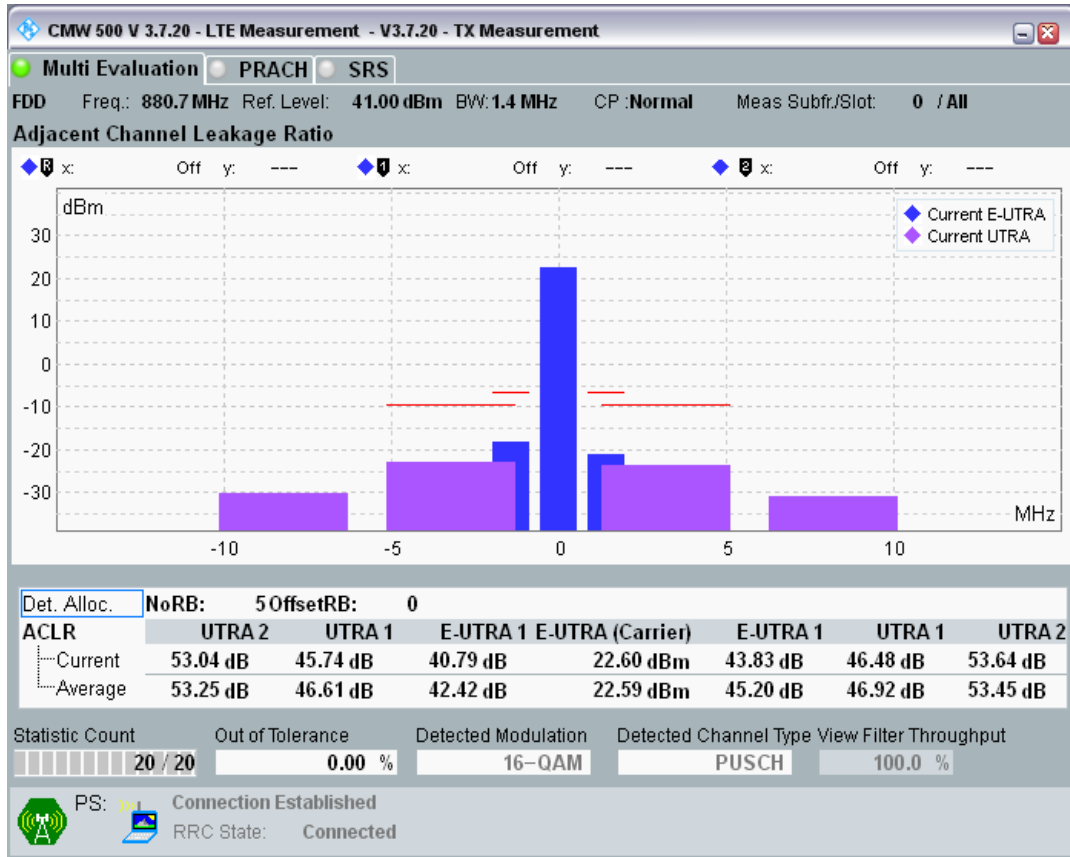 CMW 500 V 3.7.20 - LTE Measurement - V3.7.20 - TX Measurement
Multi Evaluation PRACH SRS
FDD Freq.: 880.7 MHz Ref. Level: 41.00 dBm BW: 1.4 MHz CP :Normal Meas Subfr./Slot: 0 / All
Adjacent Channel Leakage Ratio
R x: Off y: --- 1 x: Off y: --- 2 x: Off y: ---
dBm
Current E-UTRA
Current UTRA
30
20
10
0
-10
-20
-30
MHz
-10 -5 0 5 10
Det. Alloc. NoRB: 5 OffsetRB: 0
ACLR UTRA 2 UTRA 1 E-UTRA 1 E-UTRA (Carrier) E-UTRA 1 UTRA 1 UTRA 2
Current 53.04 dB 45.74 dB 40.79 dB 22.60 dBm 43.83 dB 46.48 dB 53.64 dB
Average 53.25 dB 46.61 dB 42.42 dB 22.59 dBm 45.20 dB 46.92 dB 53.45 dB
Statistic Count Out of Tolerance Detected Modulation Detected Channel Type View Filter Throughput
20 / 20 0.00 % 16-QAM PUSCH 100.0 %
PS: Connection Established
RRC State: Connected